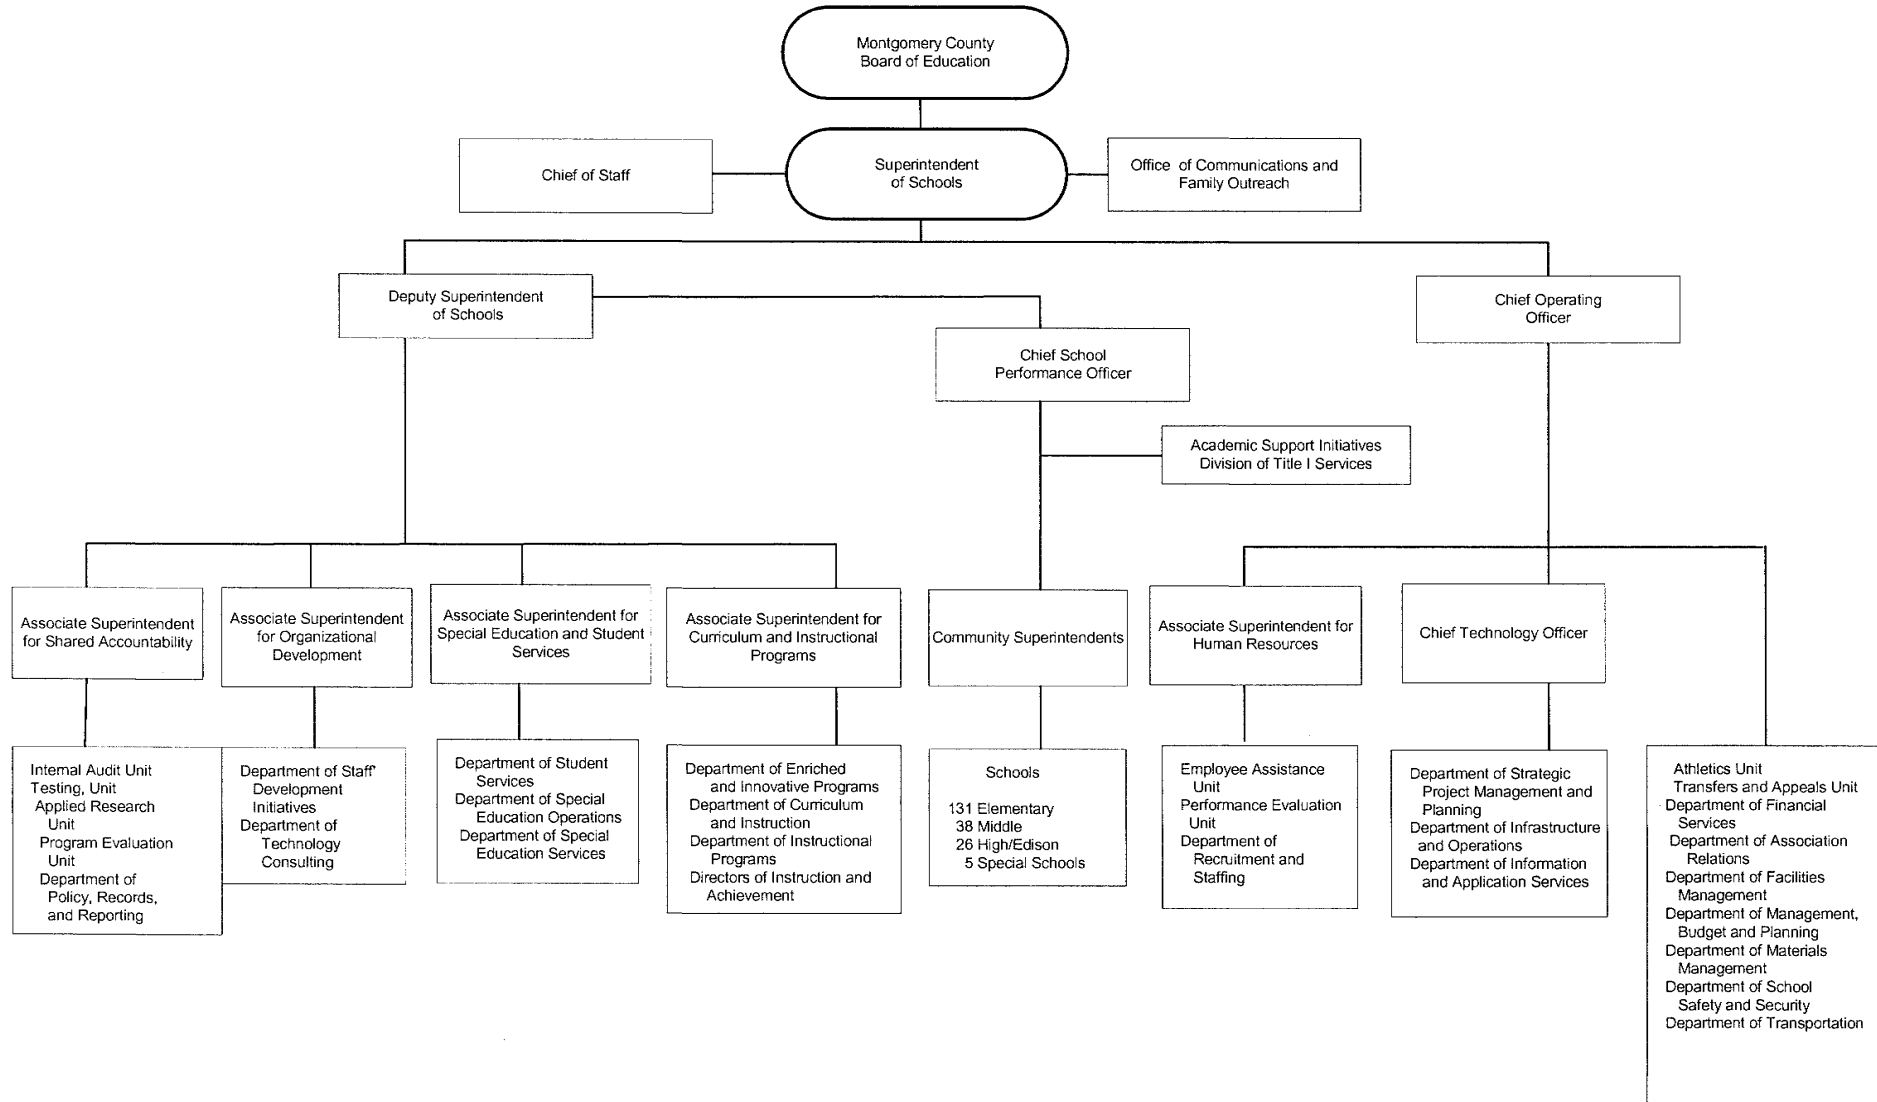 Montgomery County
Board of Education
Chief of Staff
Superintendent
of Schools
Office of Communications and
Family Outreach
Deputy Superintendent
of Schools
Chief School
Performance Officer
Chief Operating
Officer
Academic Support Initiatives
Division of Title I Services
Associate Superintendent
for Shared Accountability
Associate Superintendent
for Organizational
Development
Associate Superintendent for
Special Education and Student
Services
Associate Superintendent for
Curriculum and Instructional
Programs
Community Superintendents
Associate Superintendent for
Human Resources
Chief Technology Officer
Internal Audit Unit
Testing, Unit
Applied Research
Unit
Program Evaluation
Unit
Department of
Policy, Records,
and Reporting
Department of Staff
Development
Initiatives
Department of
Technology
Consulting
Department of Student
Services
Department of Special
Education Operations
Department of Special
Education Services
Department of Enriched
and Innovative Programs
Department of Curriculum
and Instruction
Department of Instructional
Programs
Directors of Instruction and
Achievement
Schools
131 Elementary
38 Middle
26 High/Edison
5 Special Schools
Employee Assistance
Unit
Performance Evaluation
Unit
Department of
Recruitment and
Staffing
Department of Strategic
Project Management and
Planning
Department of Infrastructure
and Operations
Department of Information
and Application Services
Athletics Unit
Transfers and Appeals Unit
Department of Financial
Services
Department of Association
Relations
Department of Facilities
Management
Department of Management,
Budget and Planning
Department of Materials
Management
Department of School
Safety and Security
Department of Transportation